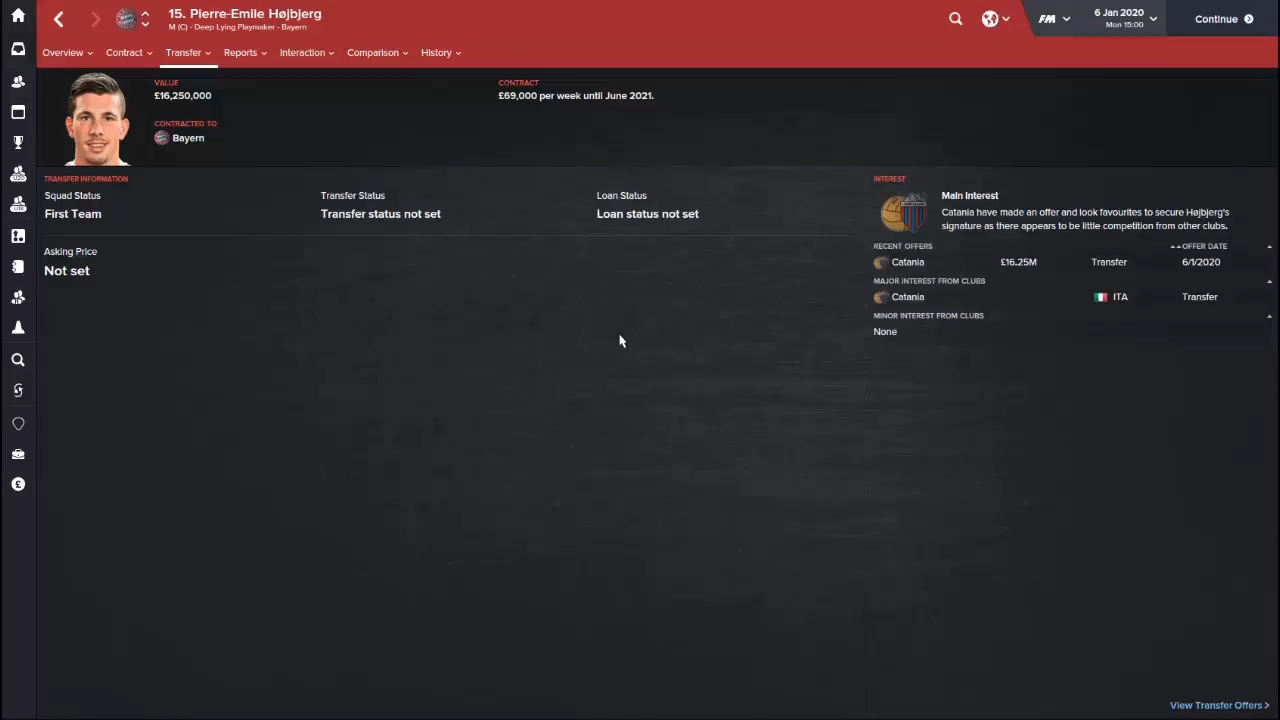 15. Pierre-Emile Højbjerg
M (C) - Deep Lying Playmaker - Bayern
FM
6 Jan 2020
Mon 15:00
Continue
Overview
Contract
Transfer
Reports
Interaction
Comparison
History
VALUE
£16,250,000
CONTRACT
£69,000 per week until June 2021.
CONTRACTED TO
Bayern
TRANSFER INFORMATION
Squad Status
First Team
Transfer Status
Transfer status not set
Loan Status
Loan status not set
Asking Price
Not set
INTEREST
Main Interest
Catania have made an offer and look favourites to secure Højbjerg's
signature as there appears to be little competition from other clubs.
RECENT OFFERS
OFFER DATE
Catania £16.25M Transfer 6/1/2020
MAJOR INTEREST FROM CLUBS
Catania ITA Transfer
MINOR INTEREST FROM CLUBS
None
View Transfer Offers >